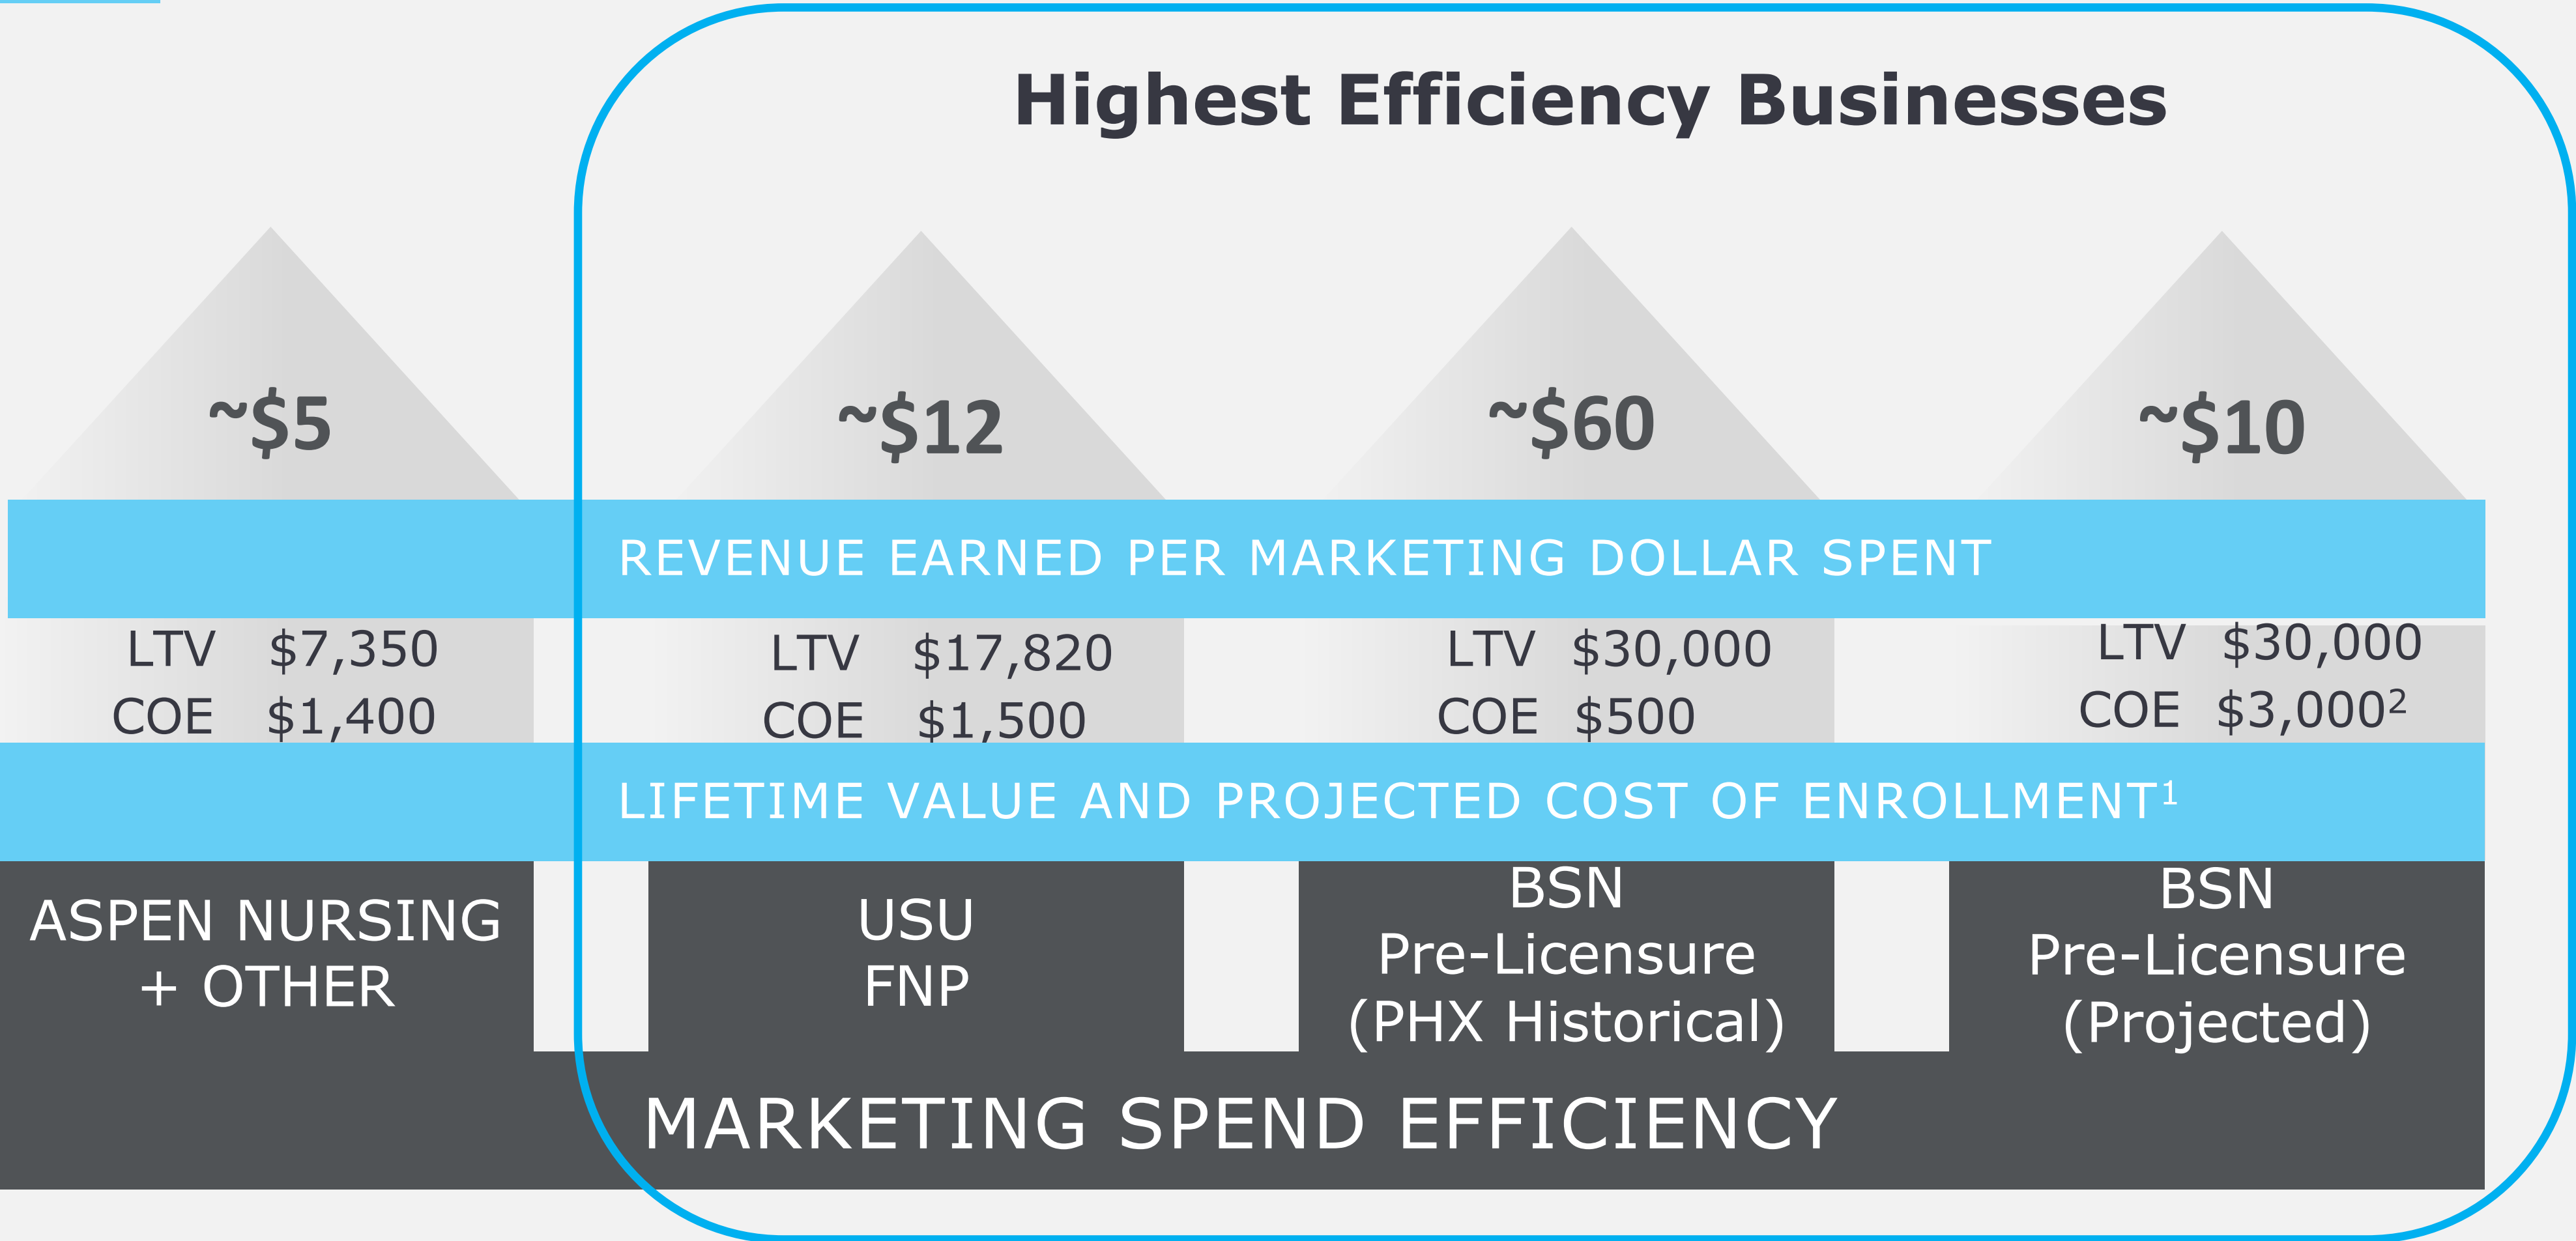 Highest Efficiency Businesses
~$5
~$12
~$60
~$10
REVENUE EARNED PER MARKETING DOLLAR SPENT
LTV $7,350
COE $1,400
LTV $17,820
COE $1,500
LTV $30,000
COE $500
LTV $30,000
COE $3,000²
LIFETIME VALUE AND PROJECTED COST OF ENROLLMENT¹
ASPEN NURSING
+ OTHER
USU
FNP
BSN
Pre-Licensure
(PHX Historical)
BSN
Pre-Licensure
(Projected)
MARKETING SPEND EFFICIENCY